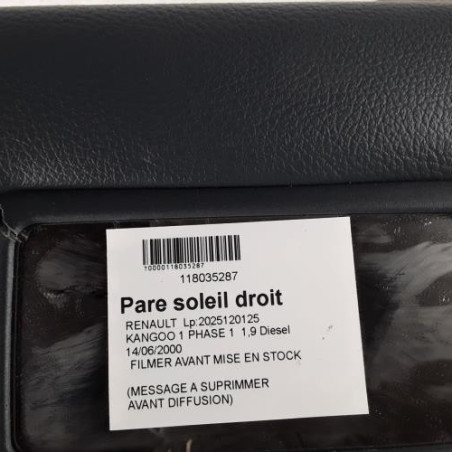 T0000118035287
118035287
Pare soleil droit
RENAULT Lp:2025120125
KANGOO 1 PHASE 1 1,9 Diesel
14/06/2000
FILMER AVANT MISE EN STOCK
(MESSAGE A SUPRIMMER
AVANT DIFFUSION)